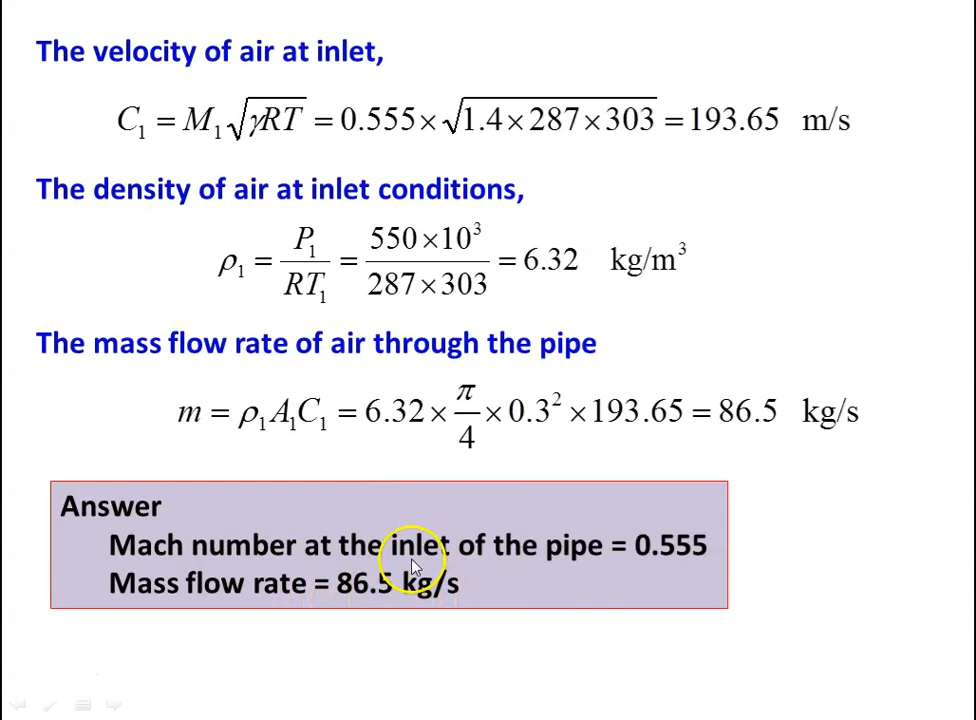 The velocity of air at inlet,
C₁ = M₁√γRT = 0.555×√1.4×287×303 = 193.65 m/s
The density of air at inlet conditions,
ρ₁ = P₁/RT₁ = 550×10³/287×303 = 6.32 kg/m³
The mass flow rate of air through the pipe
m = ρ₁A₁C₁ = 6.32×π/4×0.3²×193.65 = 86.5 kg/s
Answer
Mach number at the inlet of the pipe = 0.555
Mass flow rate = 86.5 kg/s